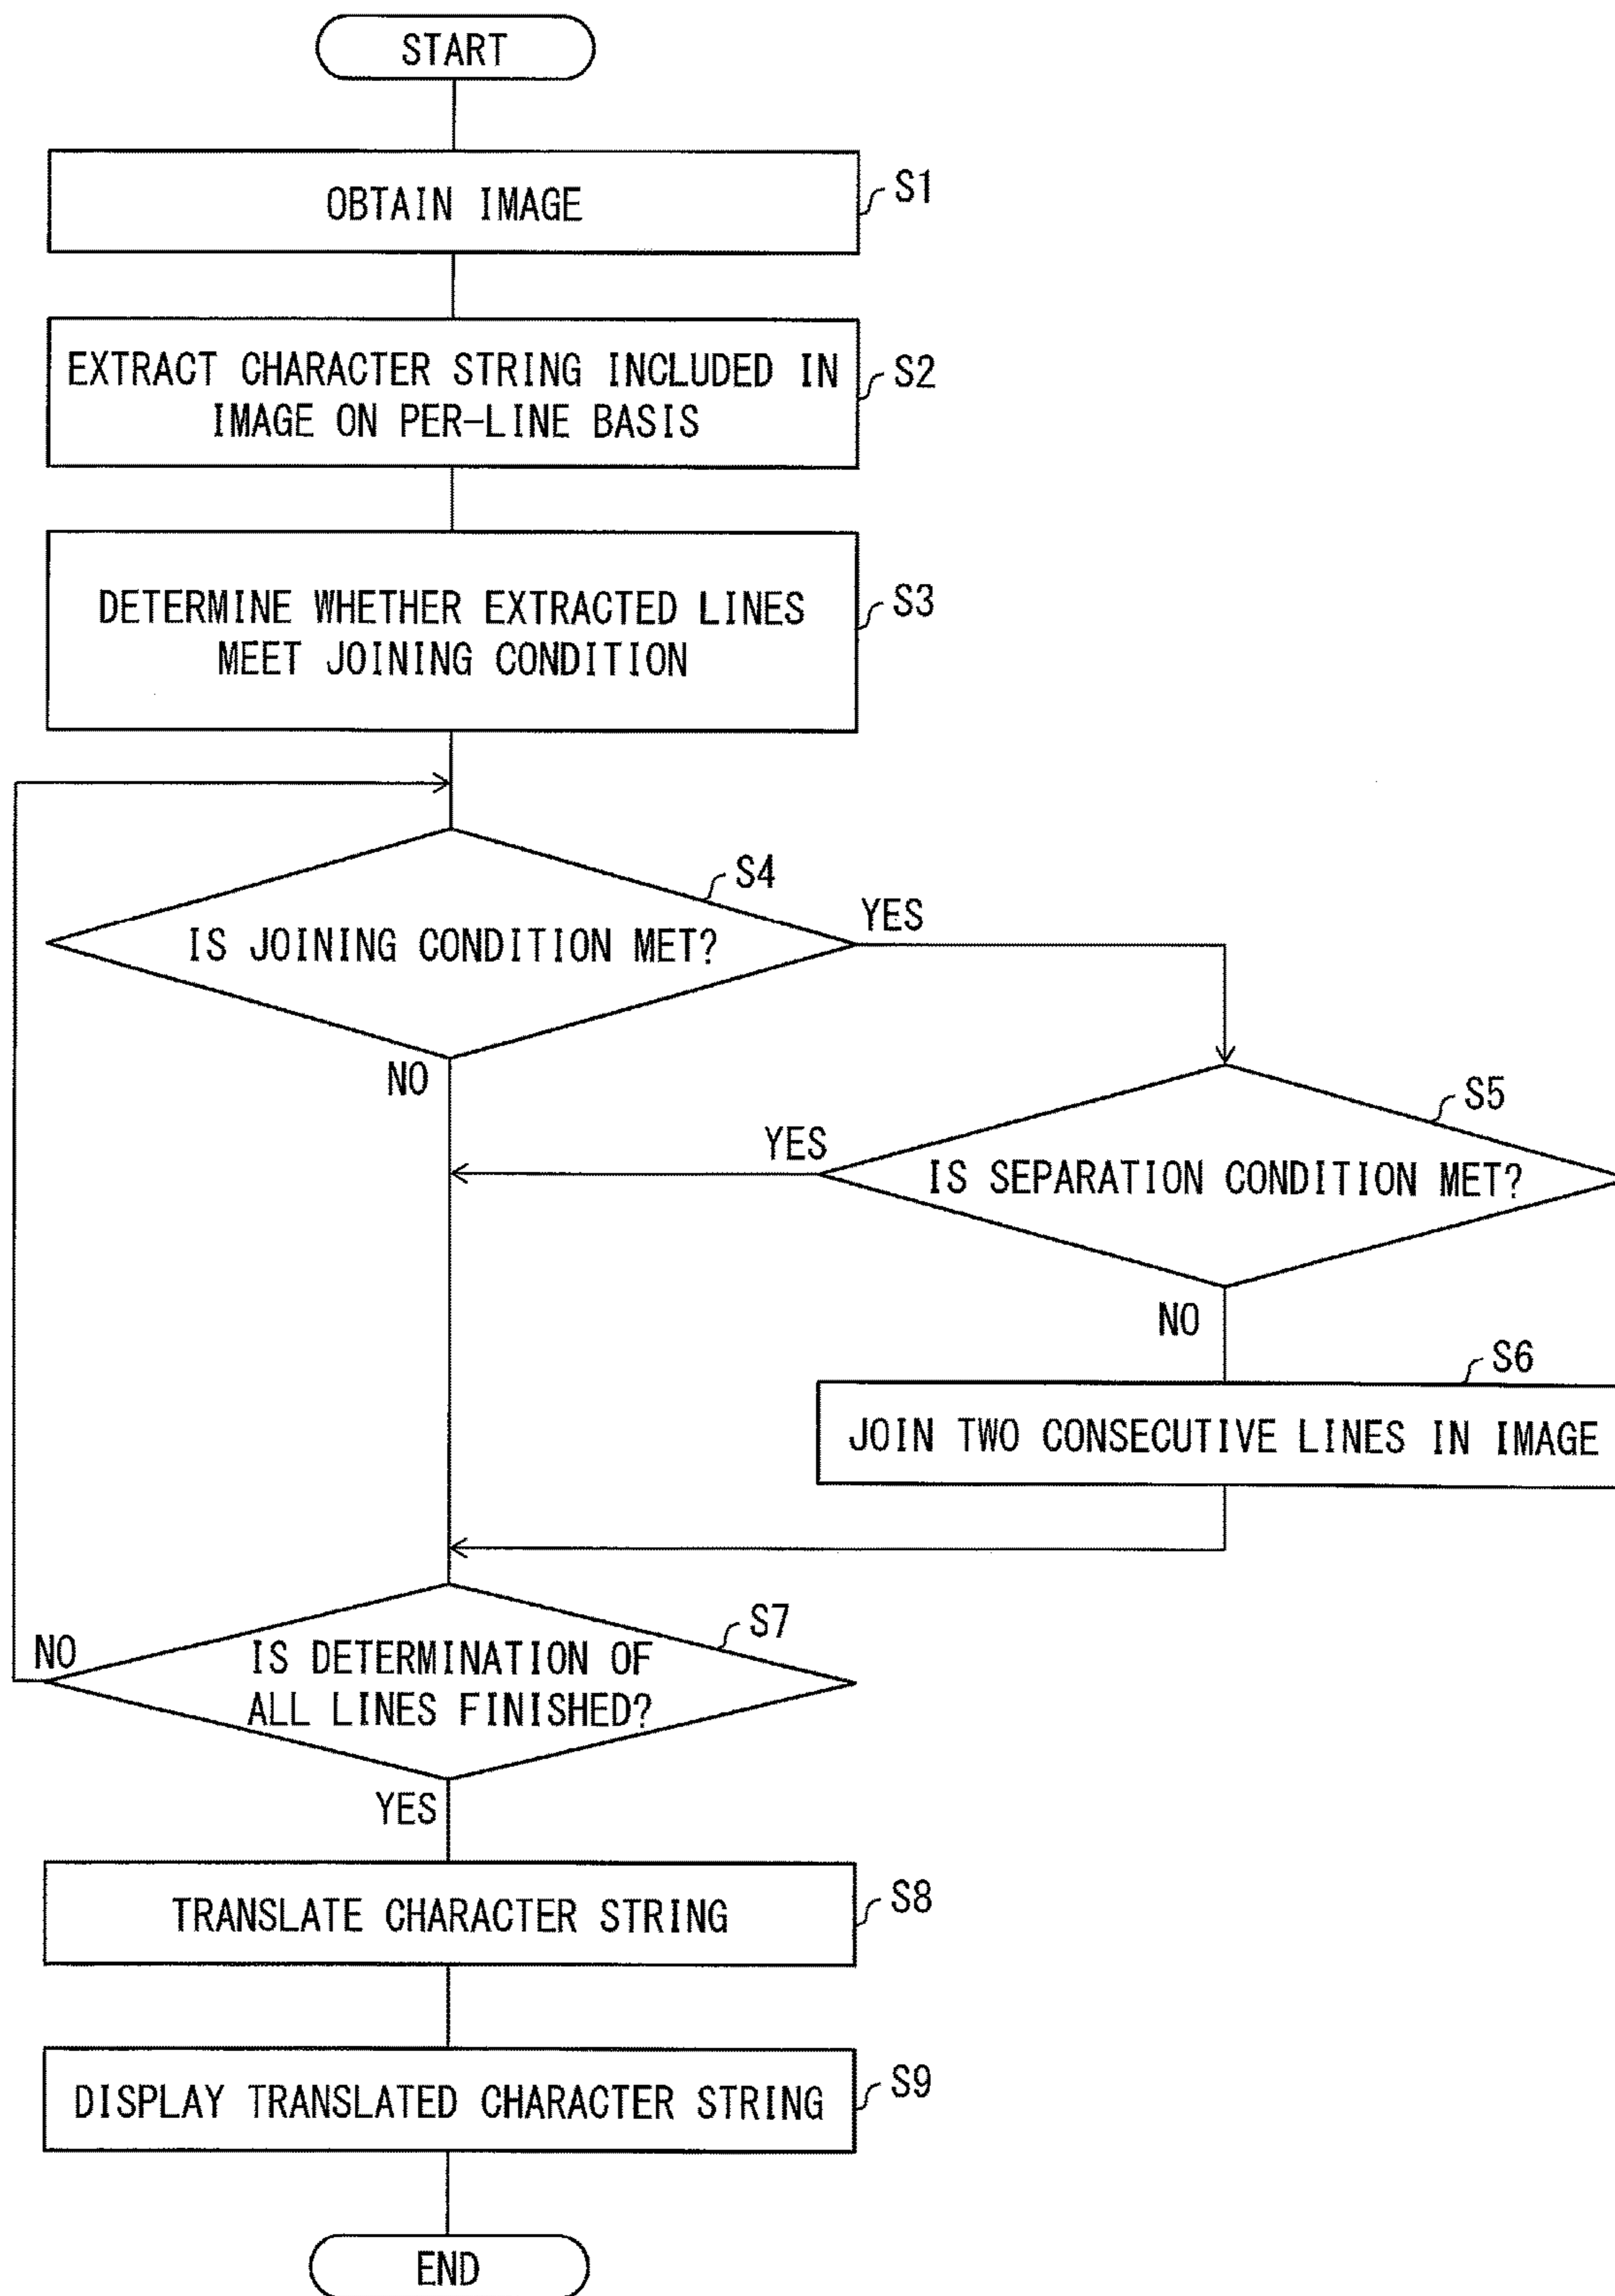 START
OBTAIN IMAGE
S1
EXTRACT CHARACTER STRING INCLUDED IN
IMAGE ON PER-LINE BASIS
S2
DETERMINE WHETHER EXTRACTED LINES
MEET JOINING CONDITION
S3
S4
IS JOINING CONDITION MET?
YES
NO
S5
IS SEPARATION CONDITION MET?
YES
NO
S6
JOIN TWO CONSECUTIVE LINES IN IMAGE
S7
IS DETERMINATION OF
ALL LINES FINISHED?
NO
YES
TRANSLATE CHARACTER STRING
S8
DISPLAY TRANSLATED CHARACTER STRING
S9
END